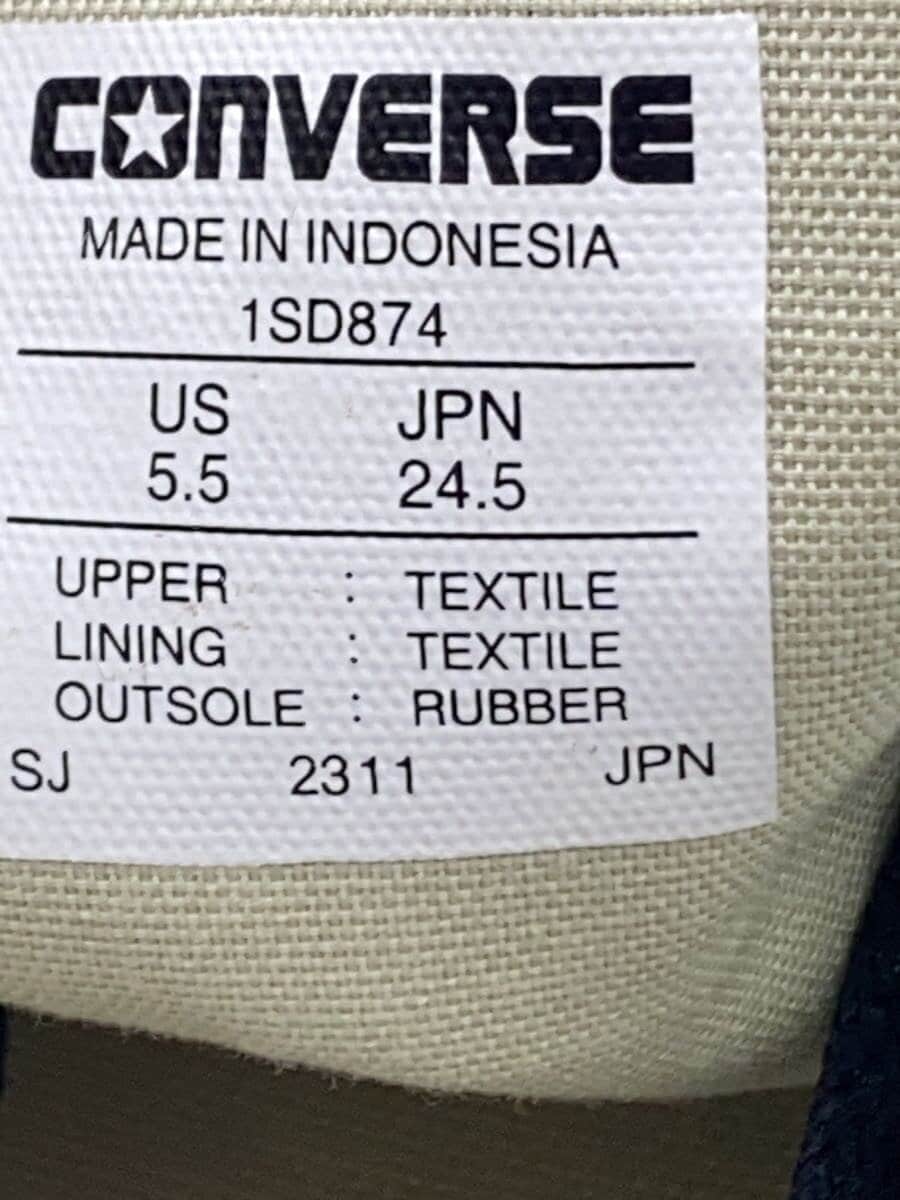 CONVERSE
MADE IN INDONESIA
1SD874
US JPN
5.5 24.5
UPPER : TEXTILE
LINING : TEXTILE
OUTSOLE : RUBBER
SJ 2311 JPN